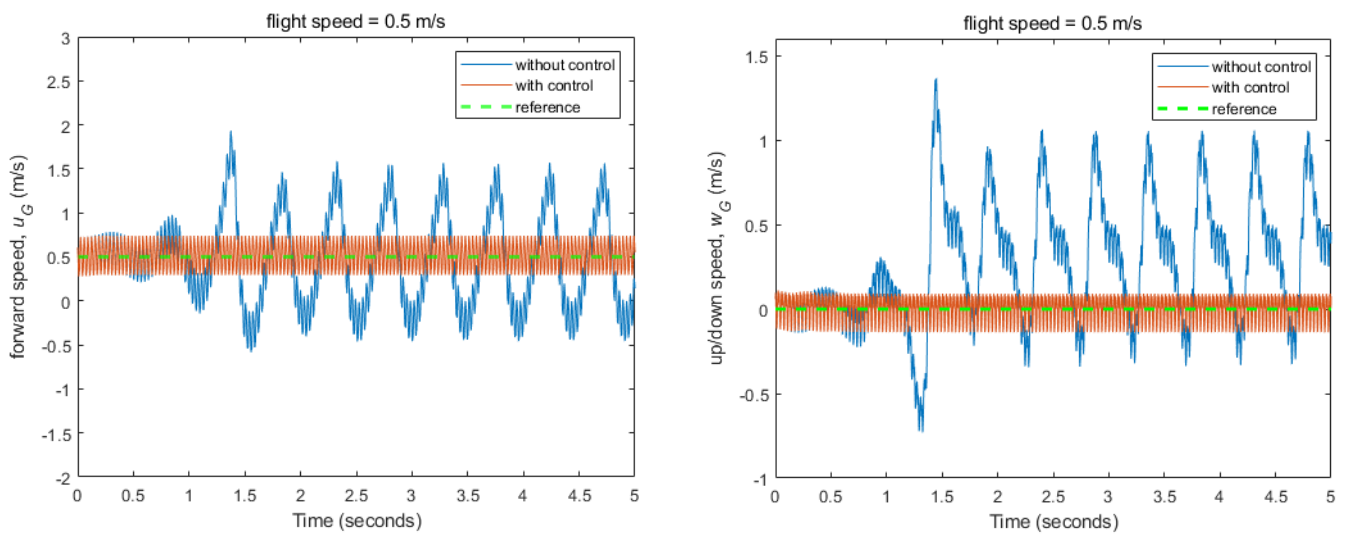 flight speed = 0.5 m/s
3
2.5
2
1.5
1
0.5
0
-0.5
-1
-1.5
-2
forward speed, u_G (m/s)
without control
with control
reference
0 0.5 1 1.5 2 2.5 3 3.5 4 4.5 5
Time (seconds)
flight speed = 0.5 m/s
1.5
1
0.5
0
-0.5
-1
up/down speed, w_G (m/s)
without control
with control
reference
0 0.5 1 1.5 2 2.5 3 3.5 4 4.5 5
Time (seconds)